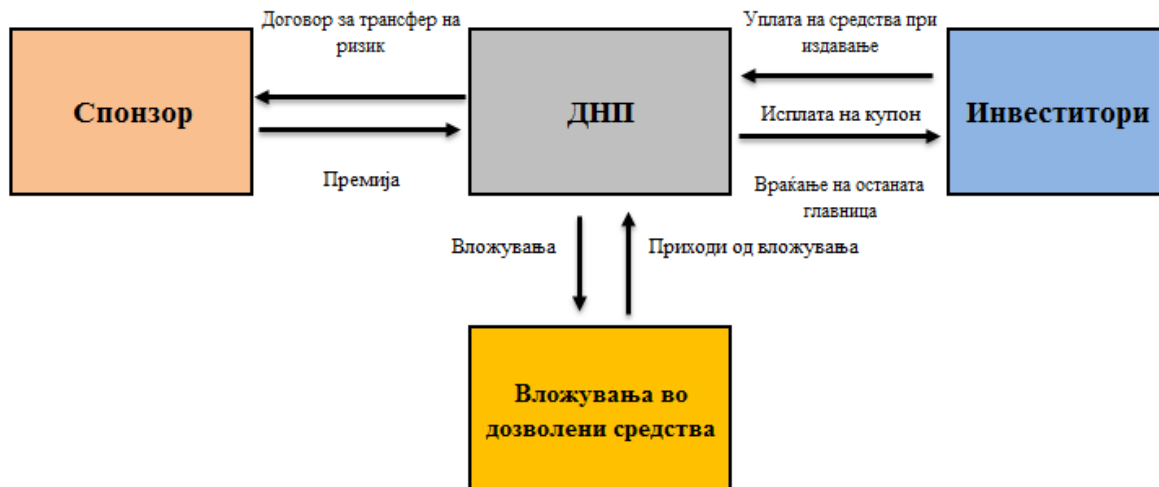 Договор за трансфер на
ризик
Уплата на средства при
издавање
Спонзор
ДНП
Инвеститори
Премија
Исплата на купон
Враќање на останата
главница
Вложувања
Приходи од вложувања
Вложувања во
дозволени средства